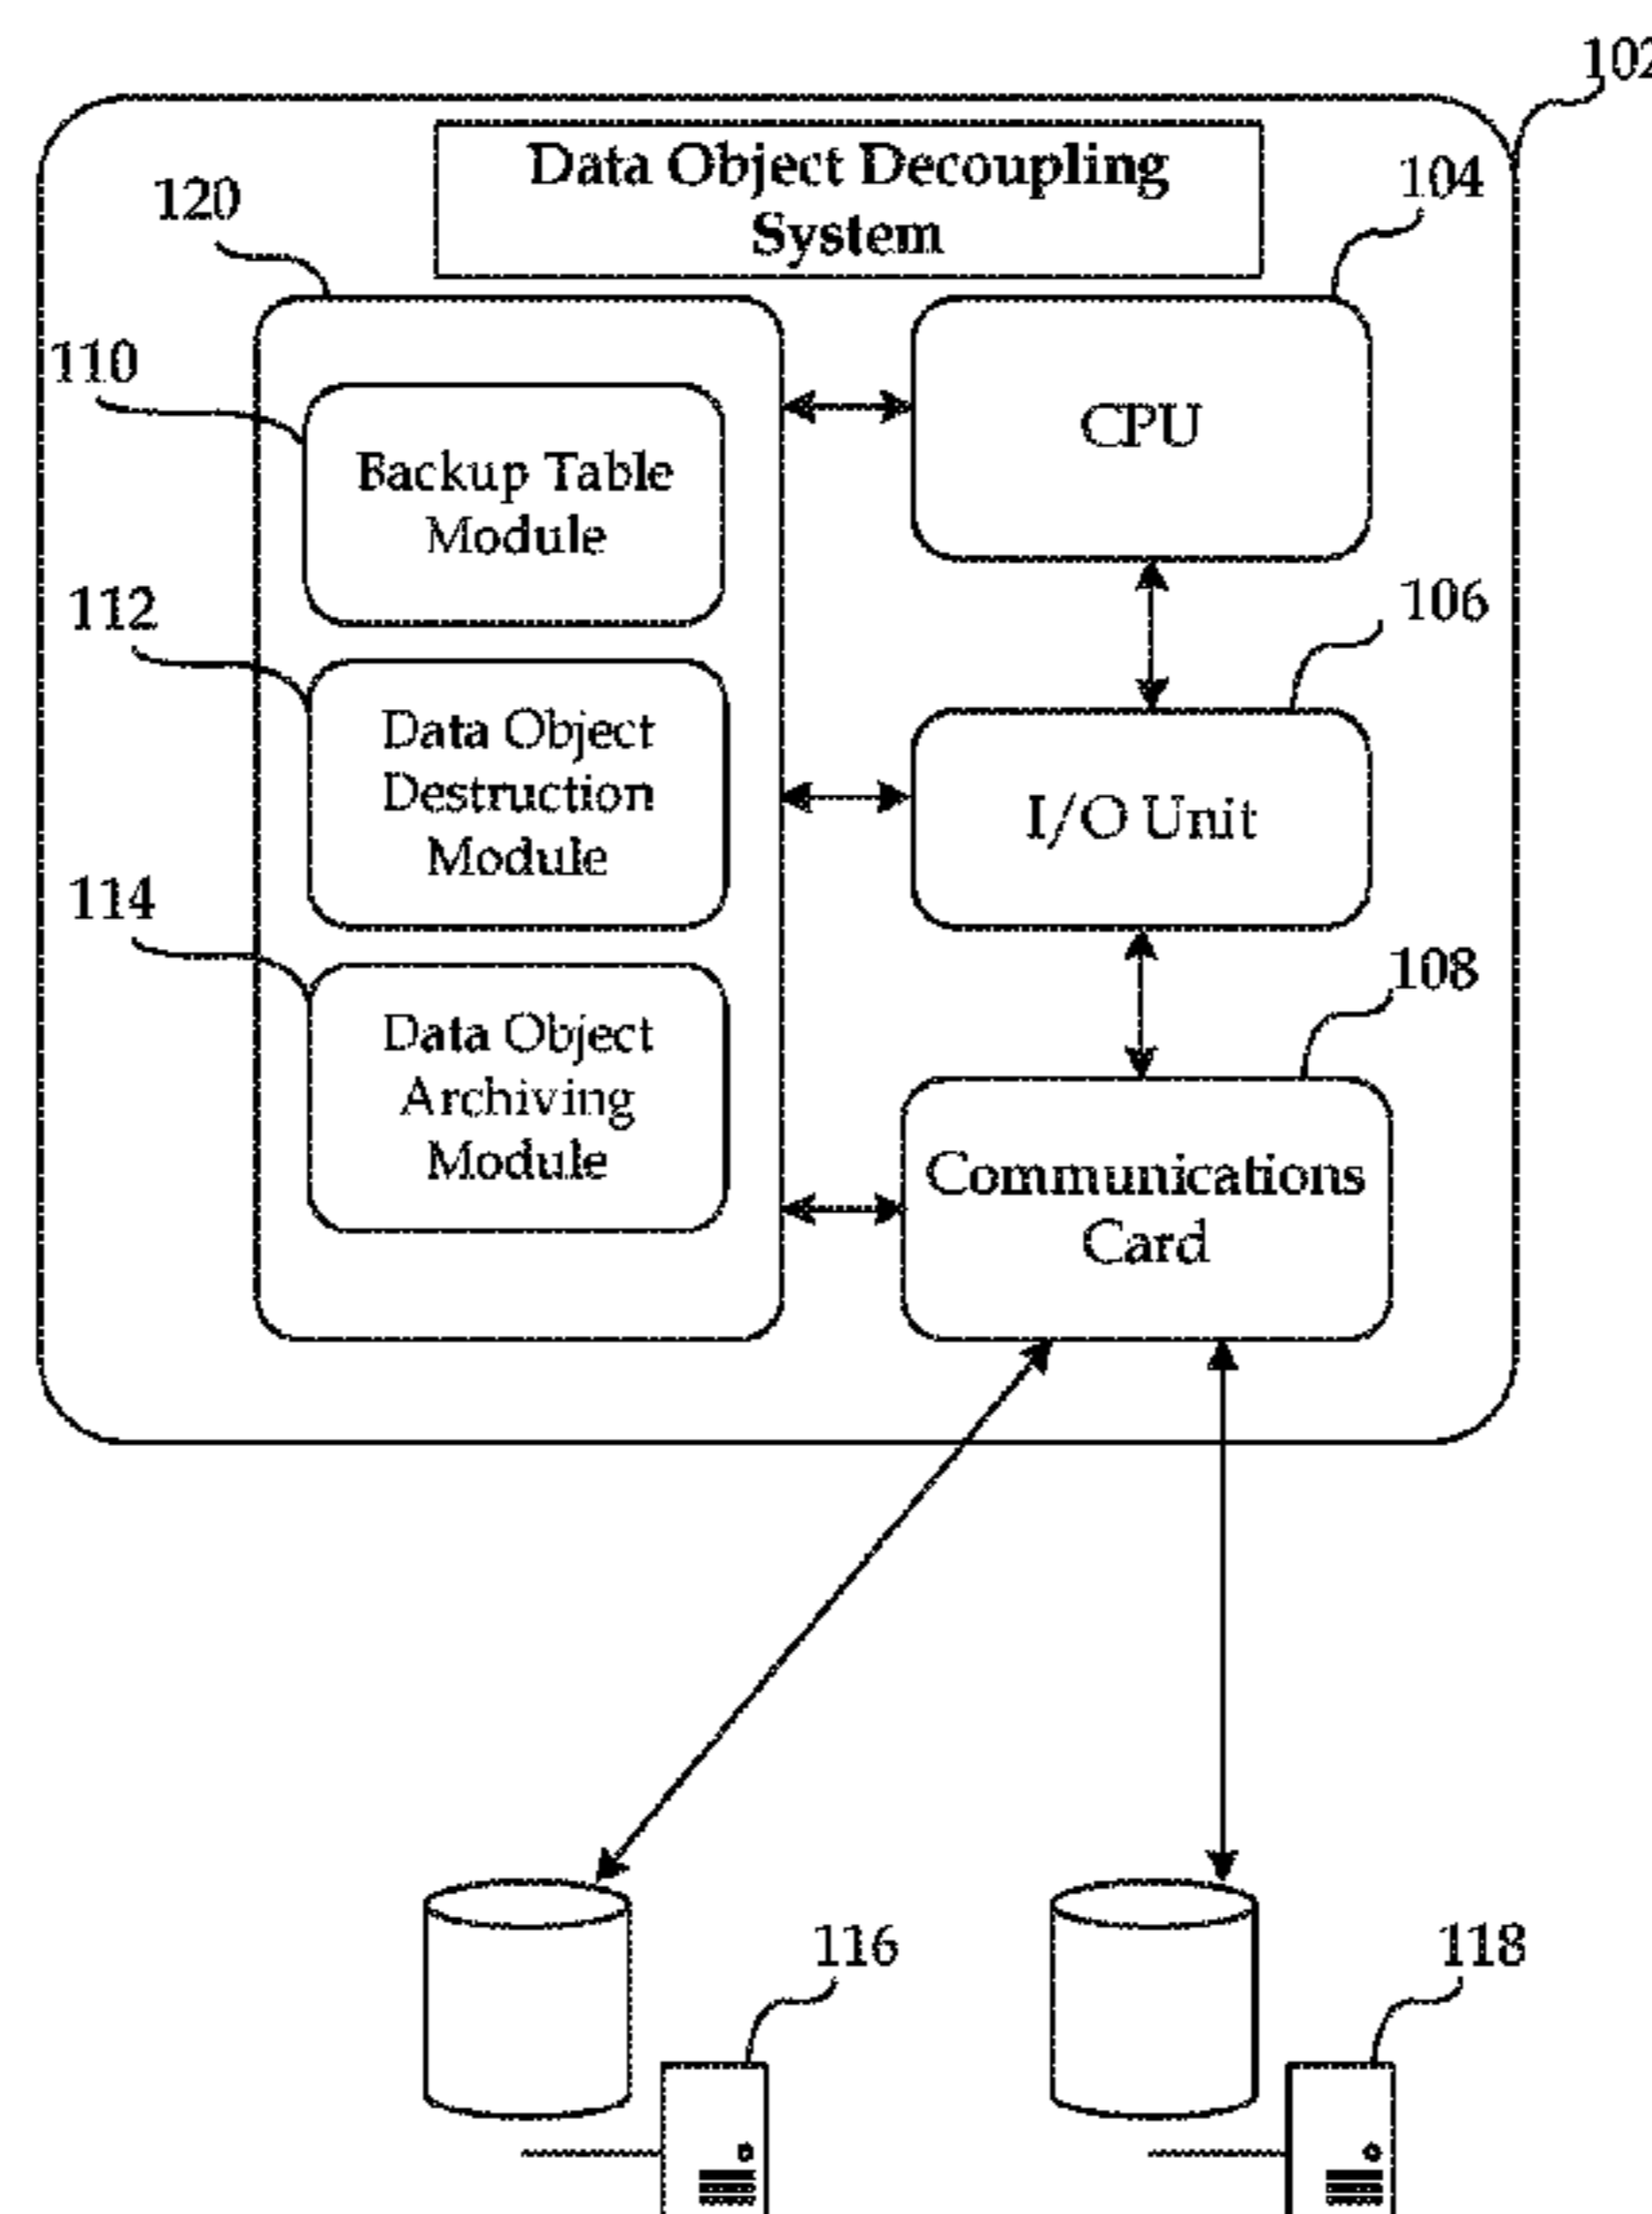 102
Data Object Decoupling
System
104
120
110
CPU
Backup Table
Module
112
106
Data Object
Destruction
Module
I/O Unit
114
108
Data Object
Archiving
Module
Communications
Card
116
118